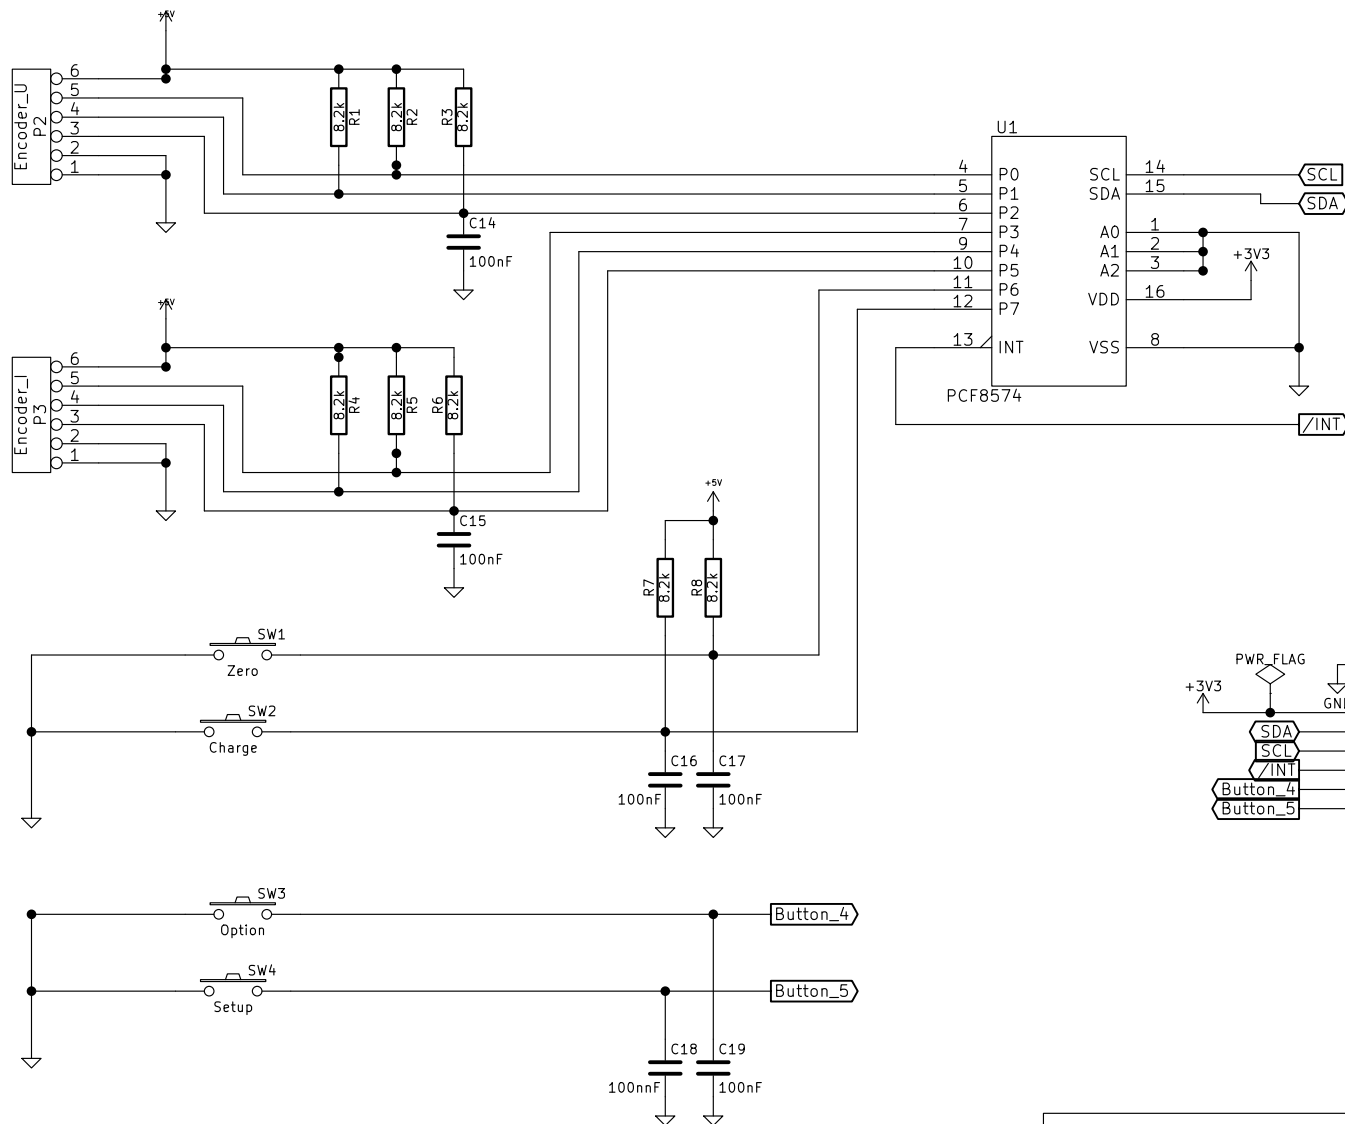 +5V
6
5
4
3
2
1
Encoder_U
P2
8.2k
R1
8.2k
R2
R3
8.2k
C14
100nF
U1
4 P0
5 P1
6 P2
7 P3
9 P4
10 P5
11 P6
12 P7
13 INT
SCL 14
SDA 15
A0 1
A1 2
A2 3
VDD 16
VSS 8
PCF8574
SCL
SDA
+3V3
/INT
+5V
6
5
4
3
2
1
Encoder_I
P3
8.2k
R4
8.2k
R5
R6
8.2k
C15
100nF
+5V
R7
8.2k
R8
8.2k
SW1
Zero
SW2
Charge
C16
100nF
C17
100nF
PWR_FLAG
+3V3
SDA
SCL
/INT
Button_4
Button_5
SW3
Option
Button_4
SW4
Setup
Button_5
C18
100nnF
C19
100nF